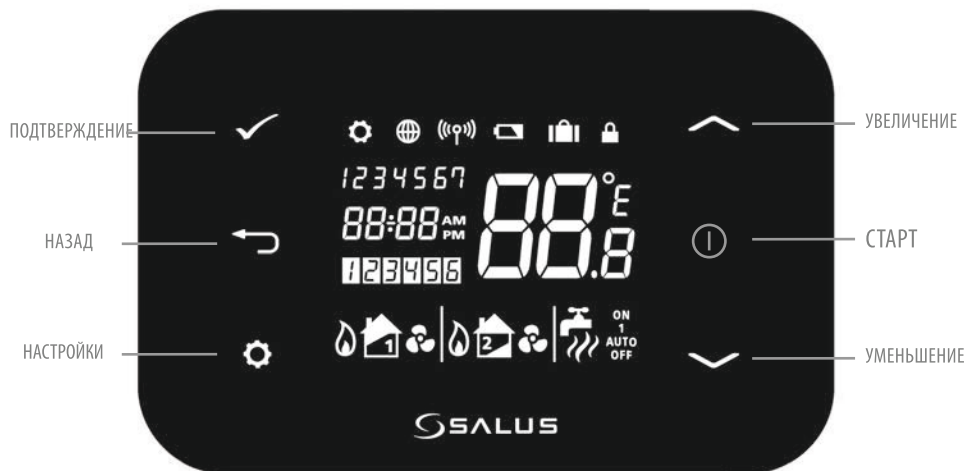 ПОДТВЕРЖДЕНИЕ
УВЕЛИЧЕНИЕ
1234567
88:88 AM PM
88.8°E
123456
НАЗАД
СТАРТ
НАСТРОЙКИ
1
2
ON
1
AUTO
OFF
УМЕНЬШЕНИЕ
SALUS